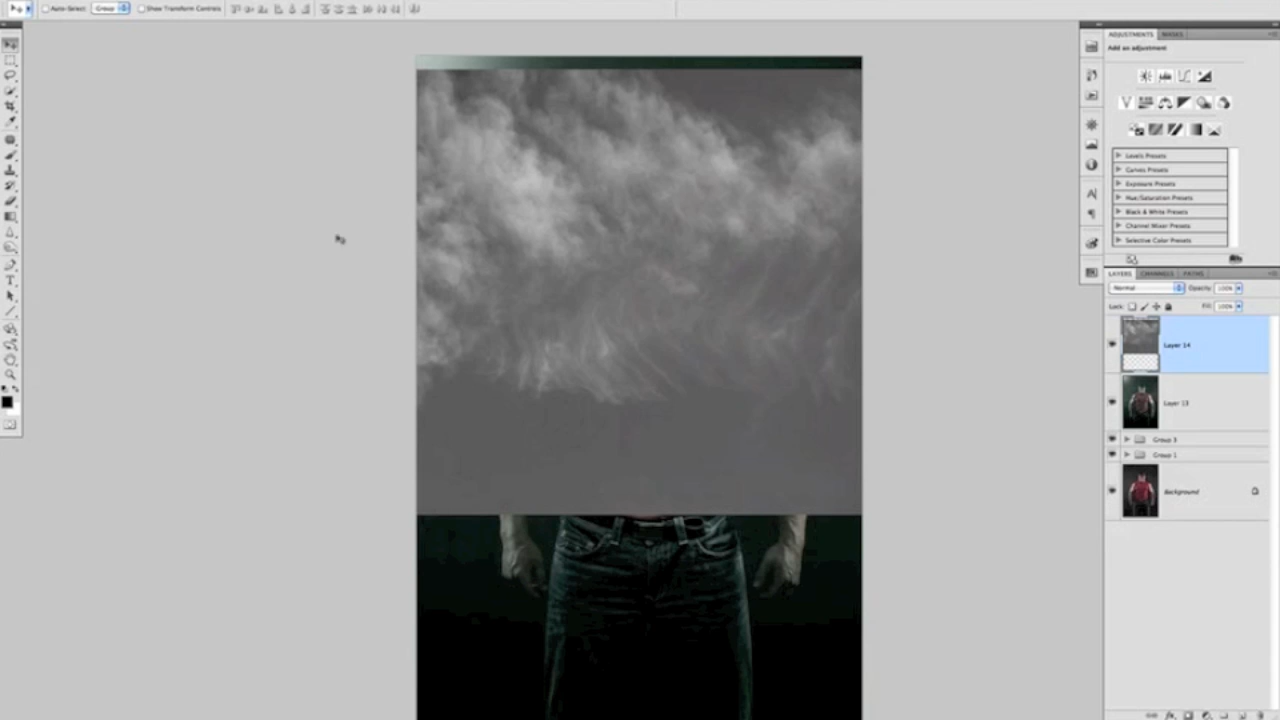 Auto-Select: Group Show Transform Controls
ADJUSTMENTS MASKS
Add an adjustment
Levels Presets
Curves Presets
Exposure Presets
Hue/Saturation Presets
Black & White Presets
Channel Mixer Presets
Selective Color Presets
LAYERS CHANNELS PATHS
Normal Opacity: 100%
Lock: Fill: 100%
Layer 14
Layer 13
Group 3
Group 1
Background